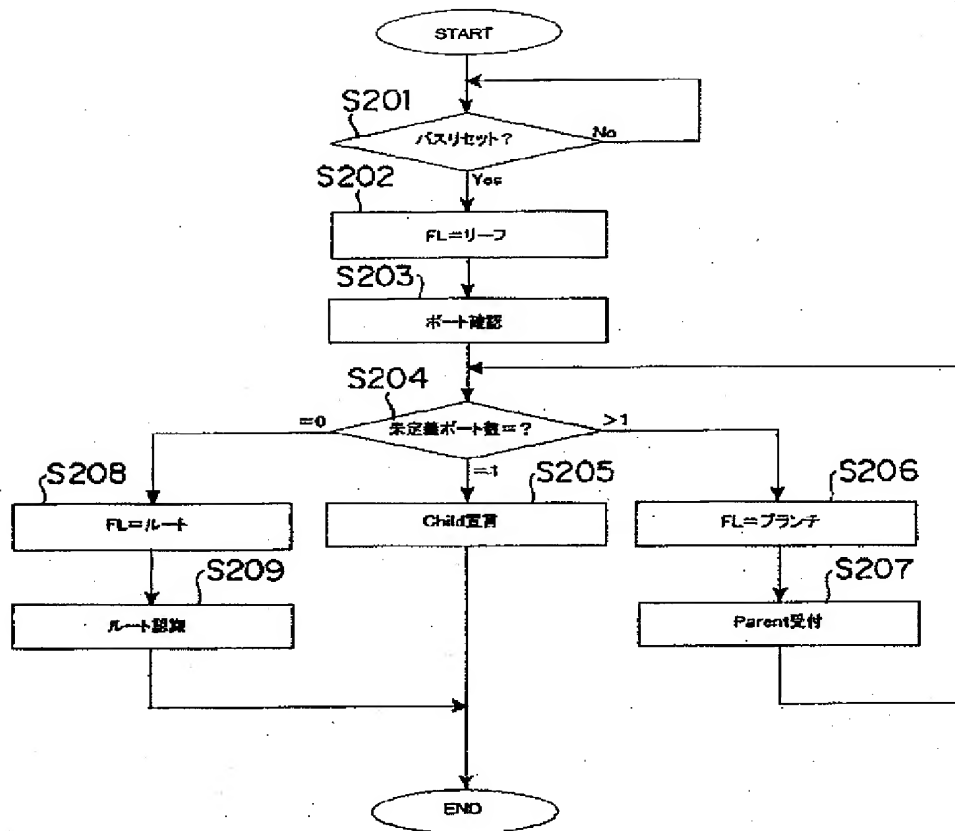 START
S201
バスリセット?
No
Yes
S202
FL=リーフ
S203
ポート確認
S204
未定義ポート数=?
=0
=1
>1
S208
FL=ルート
S205
Child宣言
S206
FL=ブランチ
S209
ルート認識
S207
Parent受付
END